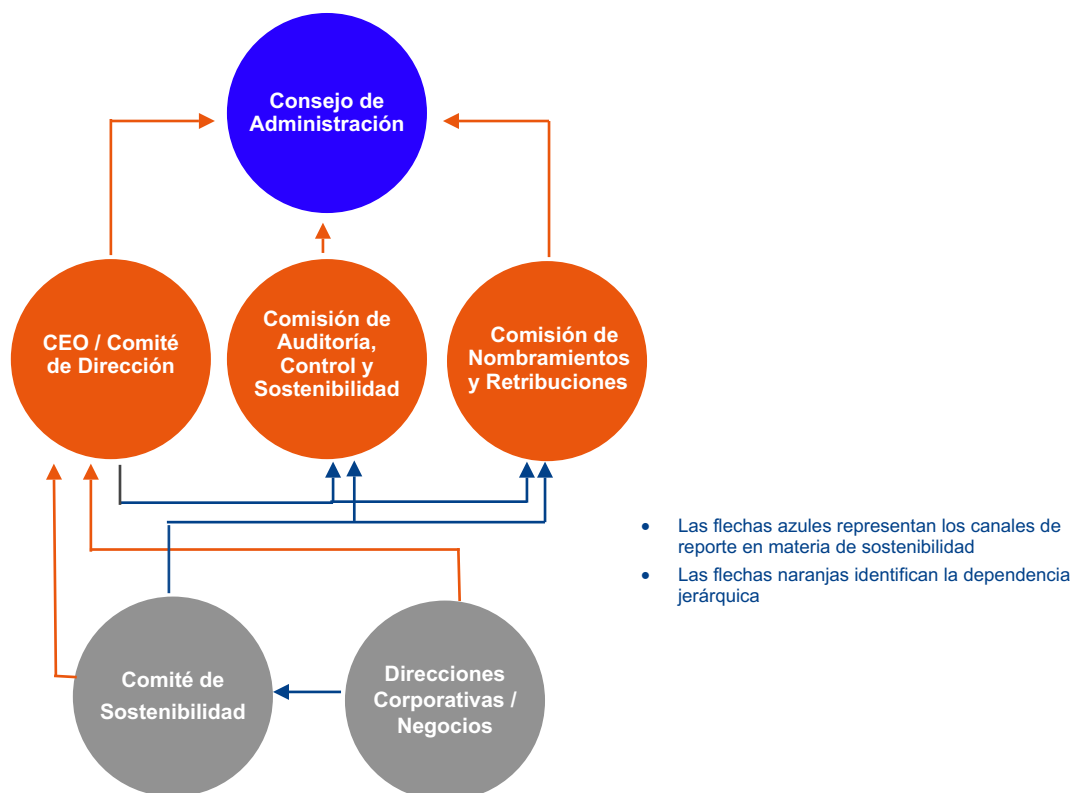 Consejo de
Administración
CEO / Comité
de Dirección
Comisión de
Auditoría,
Control y
Sostenibilidad
Comisión de
Nombramientos
y Retribuciones
• Las flechas azules representan los canales de
reporte en materia de sostenibilidad
• Las flechas naranjas identifican la dependencia
jerárquica
Comité de
Sostenibilidad
Direcciones
Corporativas /
Negocios